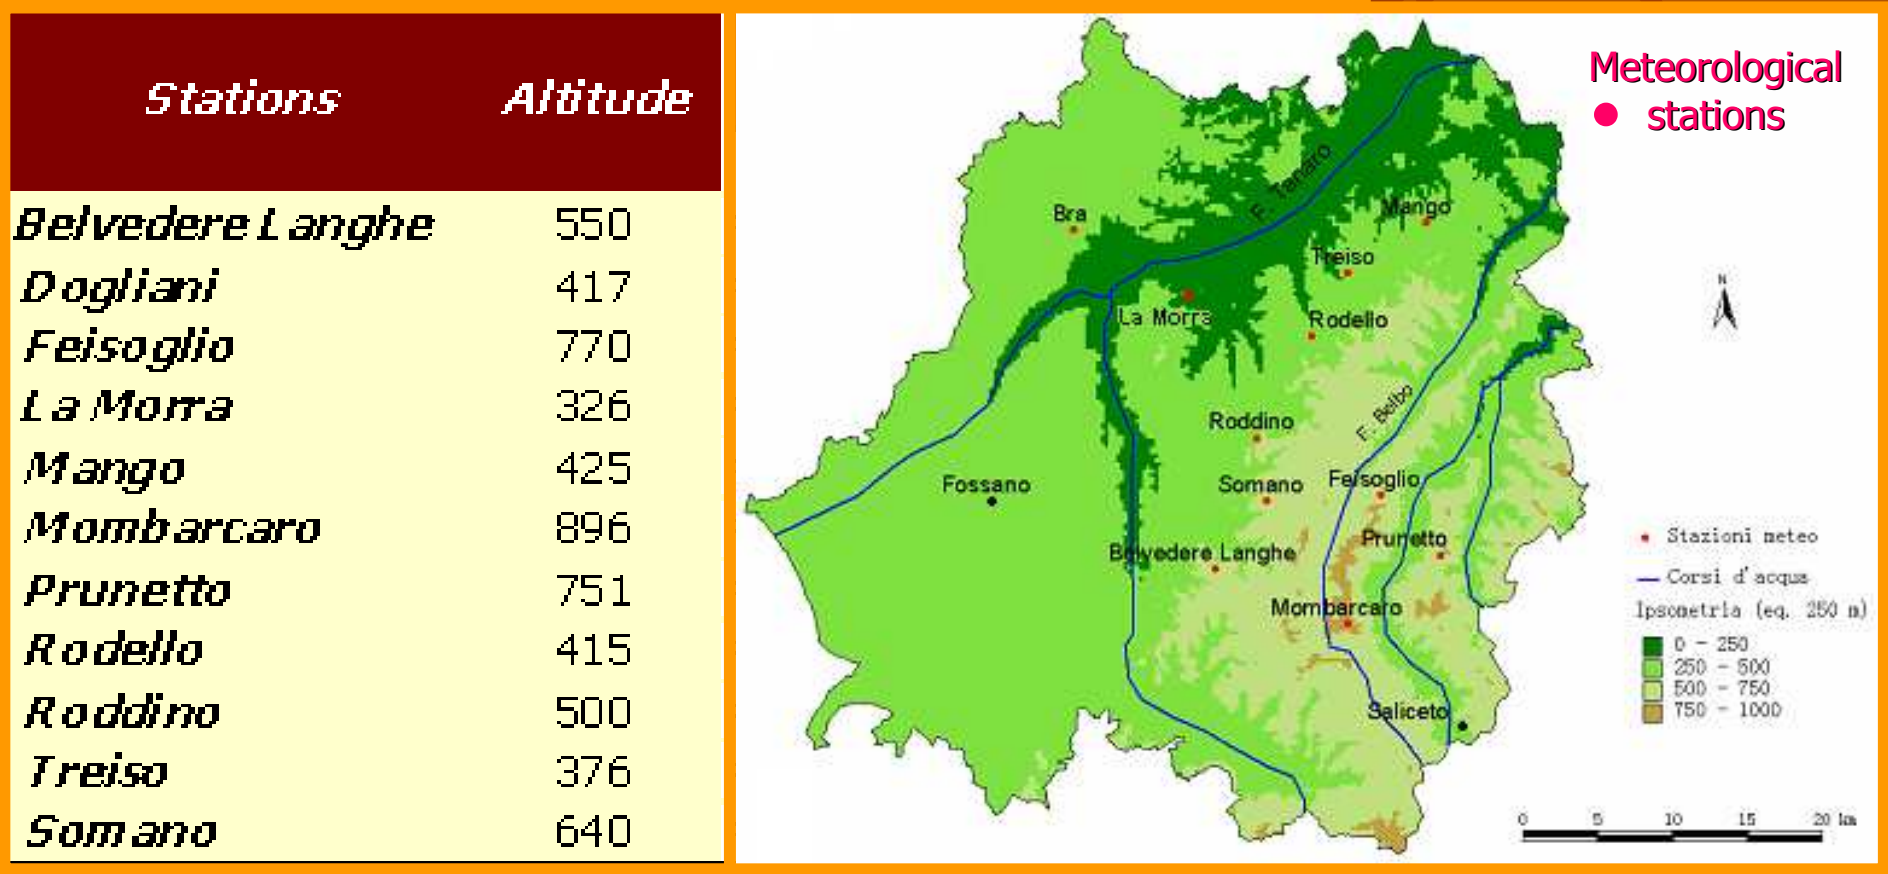 Stations Altitude
Belvedere Langhe 550
Dogliani 417
Feisoglio 770
La Morra 326
Mango 425
Mombarcaro 896
Prunetto 751
Rodello 415
Roddino 500
Treiso 376
Somano 640
Meteorological
stations
F. Tanaro
Bra
Mango
Treiso
La Morra
Rodello
N
F. Belbo
Roddino
Fossano
Somano
Feisoglio
Prunetto
Belvedere Langhe
Mombarcaro
Saliceto
Stazioni meteo
Corsi d'acqua
Ipsometria (eq. 250 m)
0 - 250
250 - 500
500 - 750
750 - 1000
0 5 10 15 20 km